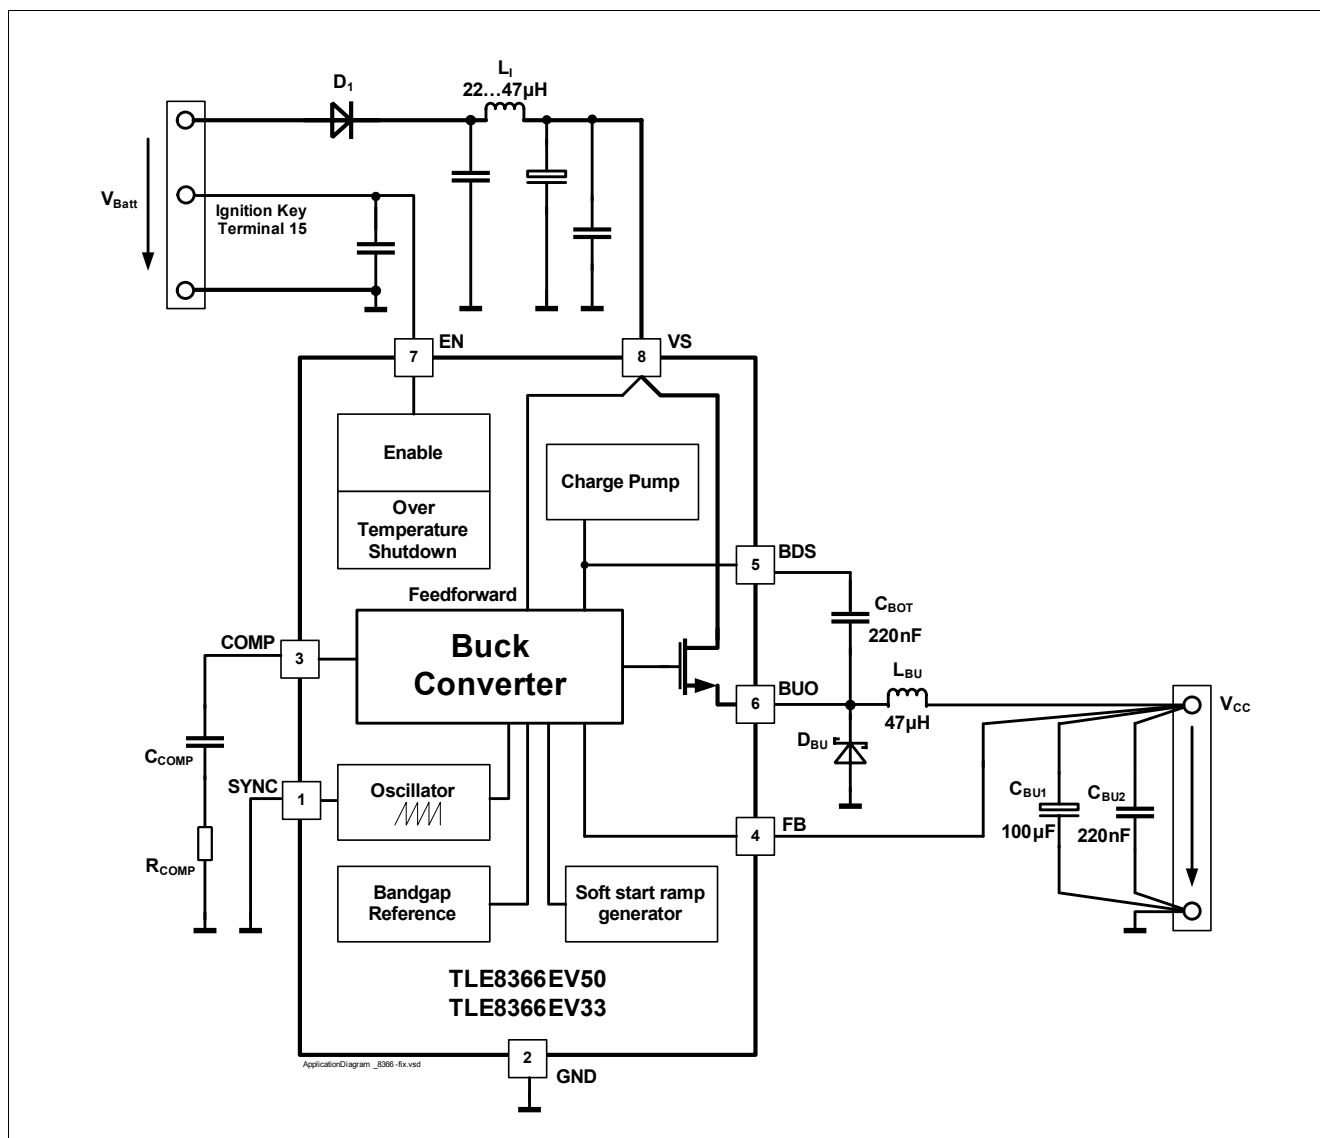 D1
LI
22...47µH
VBatt
Ignition Key
Terminal 15
EN
VS
7
8
Enable
Over
Temperature
Shutdown
Charge Pump
BDS
5
CBOT
220nF
Feedforward
Buck
Converter
COMP
3
BUO
6
LBU
47µH
VCC
DBU
CCOMP
SYNC
1
Oscillator
CBU1
100µF
CBU2
220nF
FB
4
RCOMP
Bandgap
Reference
Soft start ramp
generator
TLE8366EV50
TLE8366EV33
ApplicationDiagram _8366 -fix.vsd
2
GND